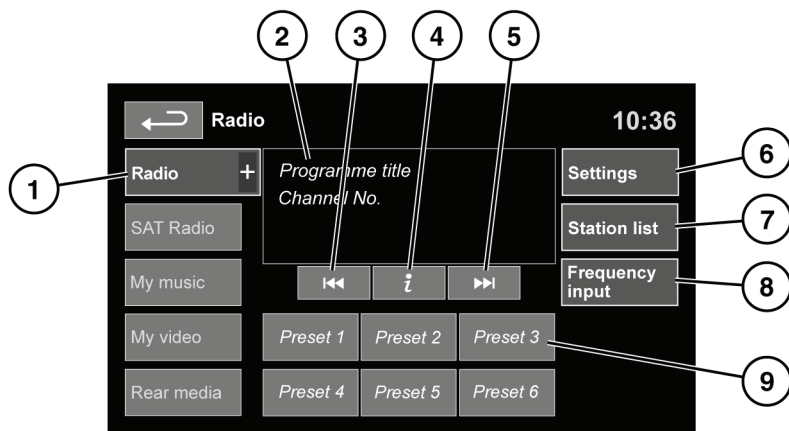 2
3
4
5
Radio
10:36
1
Radio +
Programme title
Channel No.
Settings
6
SAT Radio
Station list
7
My music
i
Frequency
input
8
My video
Preset 1
Preset 2
Preset 3
9
Rear media
Preset 4
Preset 5
Preset 6